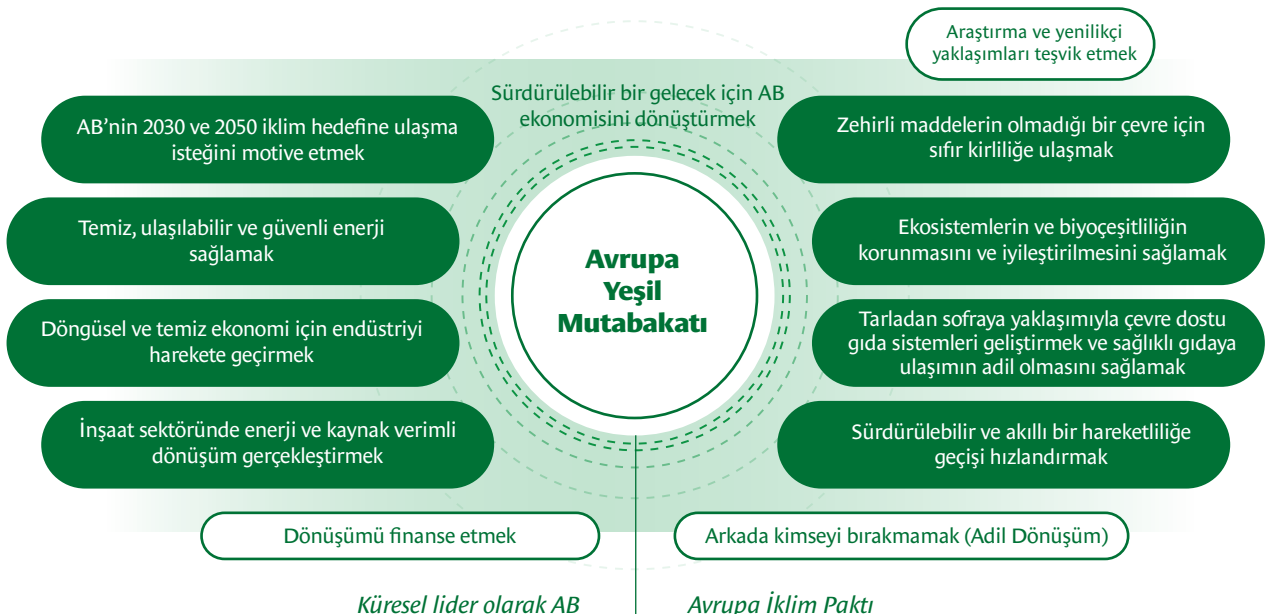 Araştırma ve yenilikçi
yaklaşımları teşvik etmek
Sürdürülebilir bir gelecek için AB
ekonomisini dönüştürmek
AB’nin 2030 ve 2050 iklim hedefine ulaşma
isteğini motive etmek
Temiz, ulaşılabilir ve güvenli enerji
sağlamak
Döngüsel ve temiz ekonomi için endüstriyi
harekete geçirmek
İnşaat sektöründe enerji ve kaynak verimli
dönüşüm gerçekleştirmek
Avrupa
Yeşil
Mutabakatı
Zehirli maddelerin olmadığı bir çevre için
sıfır kirliliğe ulaşmak
Ekosistemlerin ve biyoçeşitliliğin
korunmasını ve iyileştirilmesini sağlamak
Tarladan sofraya yaklaşımıyla çevre dostu
gıda sistemleri geliştirmek ve sağlıklı gıdaya
ulaşımın adil olmasını sağlamak
Sürdürülebilir ve akıllı bir hareketliliğe
geçişi hızlandırmak
Dönüşümü finanse etmek
Arkada kimseyi bırakmamak (Adil Dönüşüm)
Küresel lider olarak AB
Avrupa İklim Paktı